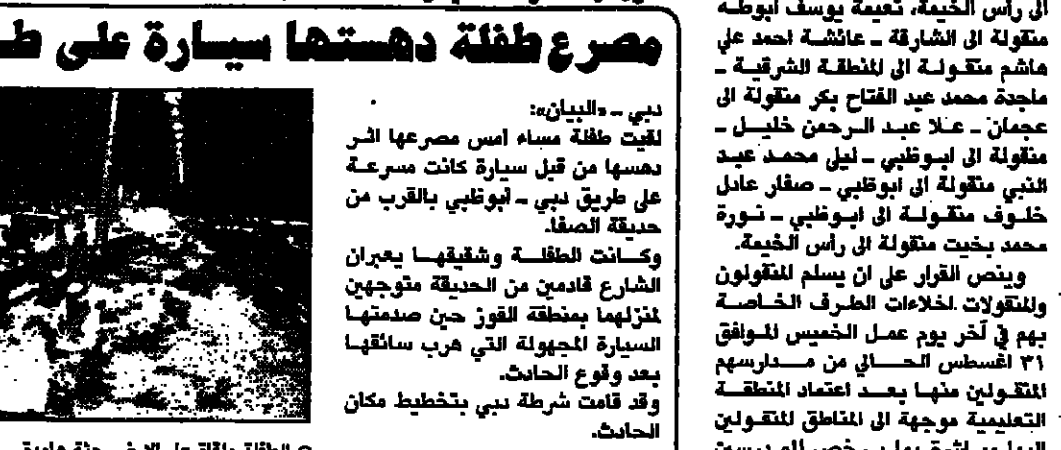 الى رأس الخيمة، نعيمة يوسف ابوطه
منقولة الى الشارقة ـ عائشة احمد علي
هاشم منقولة الى المنطقة الشرقية ـ
ماجدة محمد عبد الفتاح بكر منقولة الى
عجمان ـ علا عبد الرحمن خليل ـ
منقولة الى ابوظبي ـ ليلى محمد عبد
النبي منقولة الى ابوظبي ـ صقار عادل
خلوف منقولة الى ابوظبي ـ نورة
محمد بخيت منقولة الى رأس الخيمة.
وينص القرار على ان يسلم المنقولون
والمنقولات اخلاءات الطرف الخاصة
بهم في آخر يوم عمل الخميس الموافق
٣١ اغسطس الحالي من مدارسهم
المنقولين منها بعد اعتماد المنطقة
التعليمية موجهة الى المناطق المنقولين
مصرع طفلة دهستها سيارة على
دبي ـ «البيان»:
لقيت طفلة مساء امس مصرعها اثر
دهسها من قبل سيارة كانت مسرعة
على طريق دبي ـ أبوظبي بالقرب من
حديقة الصفا.
وكانت الطفلة وشقيقها يعبران
الشارع قادمين من الحديقة متوجهين
لمنزلهما بمنطقة القوز حين صدمتها
السيارة المجهولة التي هرب سائقها
بعد وقوع الحادث.
وقد قامت شرطة دبي بتخطيط مكان
الحادث.